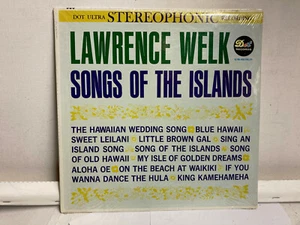 DOT ULTRA STEREOPHONIC
LAWRENCE WELK
Dot
SONGS OF THE ISLANDS
THE HAWAIIAN WEDDING SONG BLUE HAWAII
SWEET LEILANI LITTLE BROWN GAL SING AN
ISLAND SONG SONG OF THE ISLANDS SONG
OF OLD HAWAII MY ISLE OF GOLDEN DREAMS
ALOHA OE ON THE BEACH AT WAIKIKI IF YOU
WANNA DANCE THE HULA KING KAMEHAMEHA